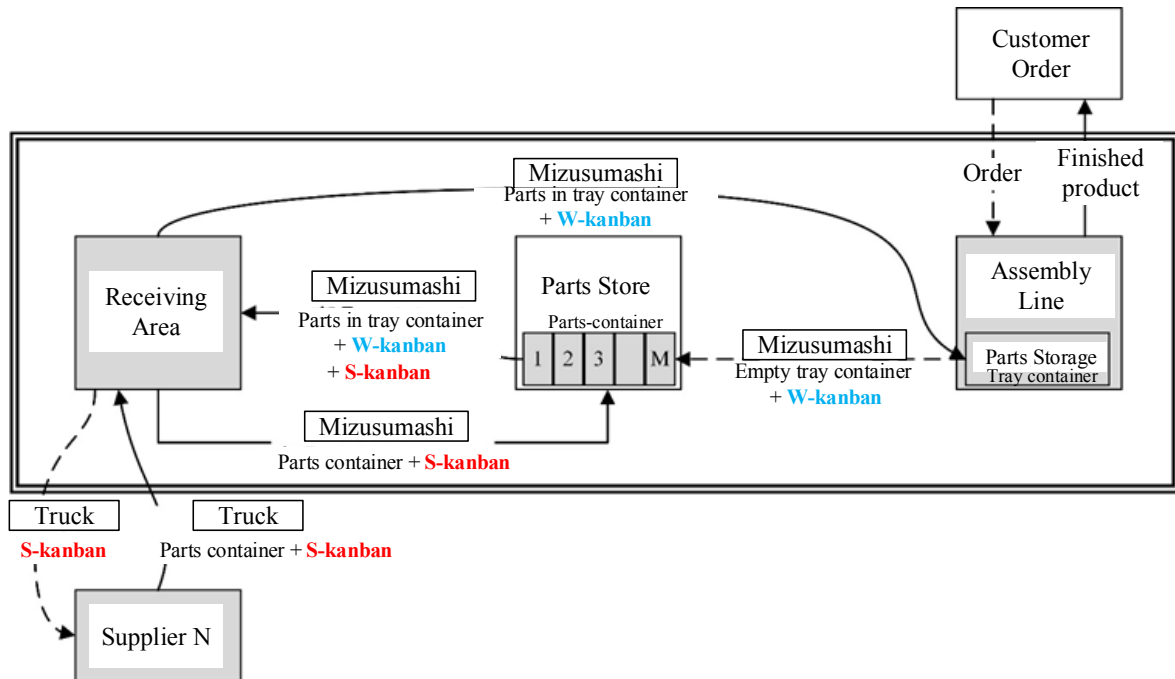 Customer
Order
Order
Finished
product
Mizusumashi
Parts in tray container
+ W-kanban
Receiving
Area
Mizusumashi
Parts in tray container
+ W-kanban
+ S-kanban
Parts Store
Parts-container
1 2 3 M
Mizusumashi
Empty tray container
+ W-kanban
Assembly
Line
Parts Storage
Tray container
Mizusumashi
Parts container + S-kanban
Truck
S-kanban
Truck
Parts container + S-kanban
Supplier N